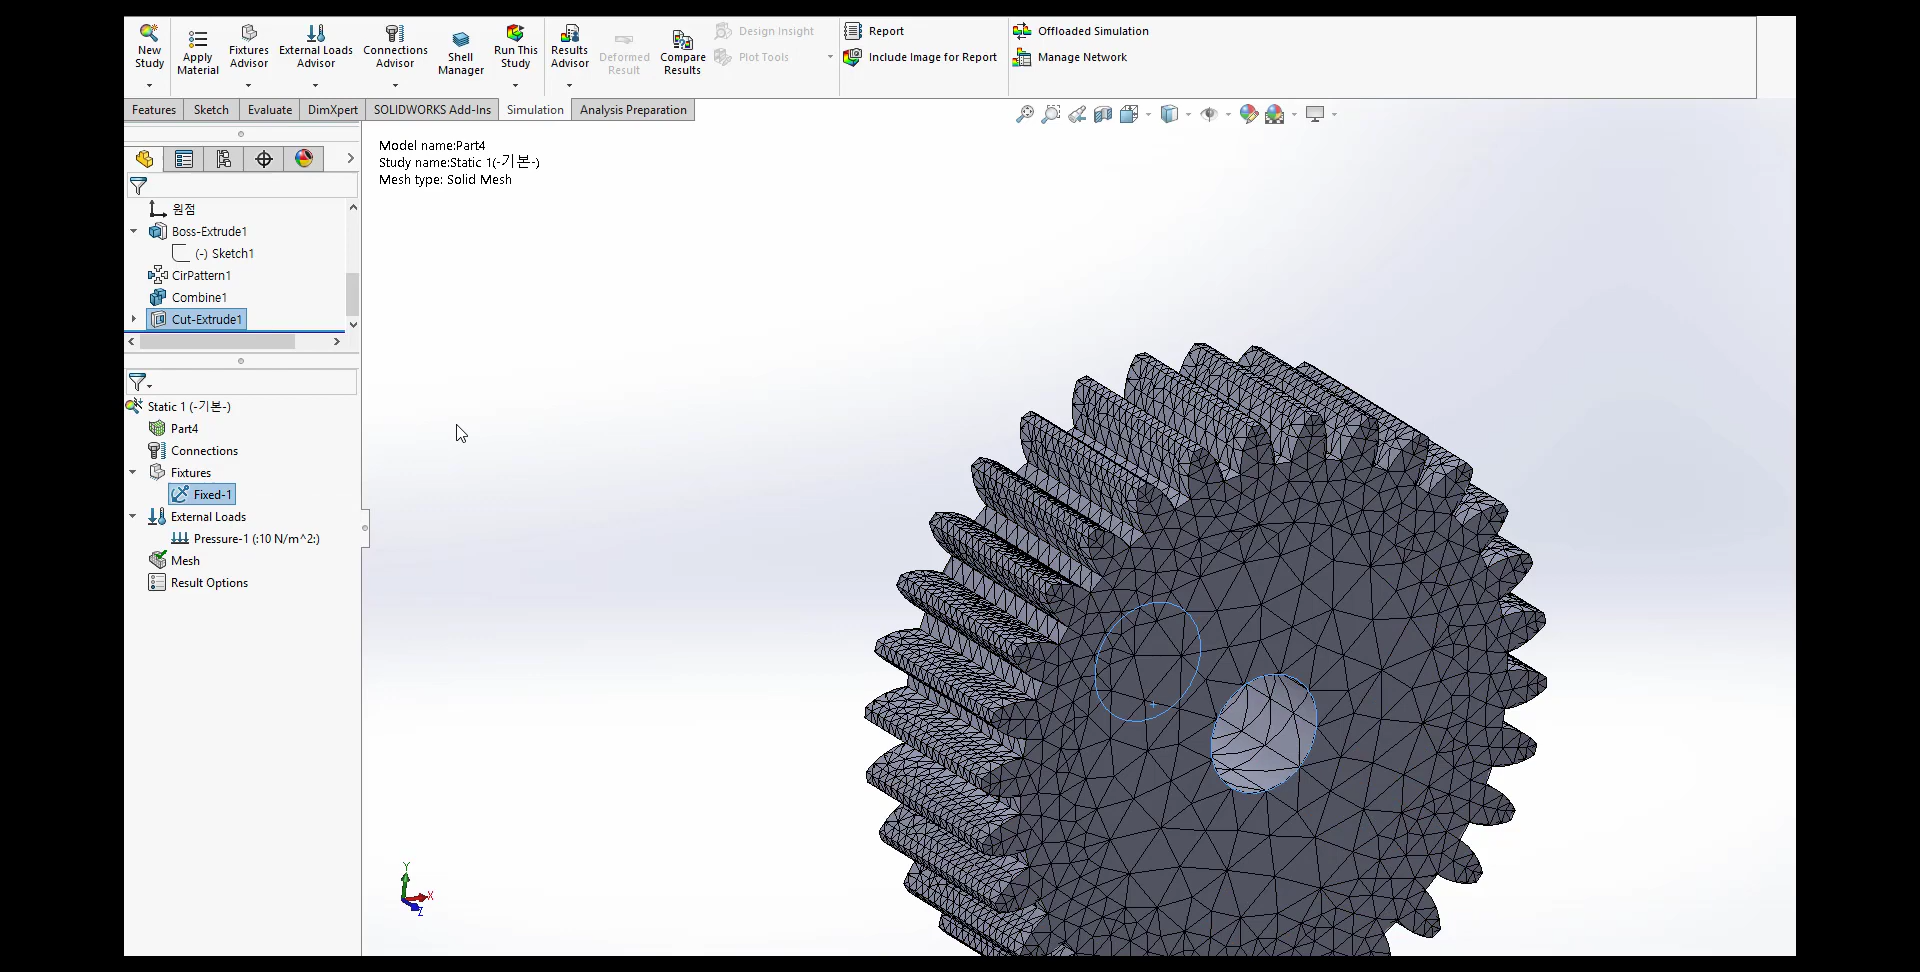 New Study
Apply Material
Fixtures Advisor
External Loads Advisor
Connections Advisor
Shell Manager
Run This Study
Results Advisor
Deformed Result
Compare Results
Design Insight
Plot Tools
Report
Include Image for Report
Offloaded Simulation
Manage Network
Features
Sketch
Evaluate
DimXpert
SOLIDWORKS Add-Ins
Simulation
Analysis Preparation
Model name:Part4
Study name:Static 1(-기본-)
Mesh type: Solid Mesh
원점
Boss-Extrude1
(-) Sketch1
CirPattern1
Combine1
Cut-Extrude1
Static 1 (-기본-)
Part4
Connections
Fixtures
Fixed-1
External Loads
Pressure-1 (:10 N/m^2:)
Mesh
Result Options
Y
X
Z